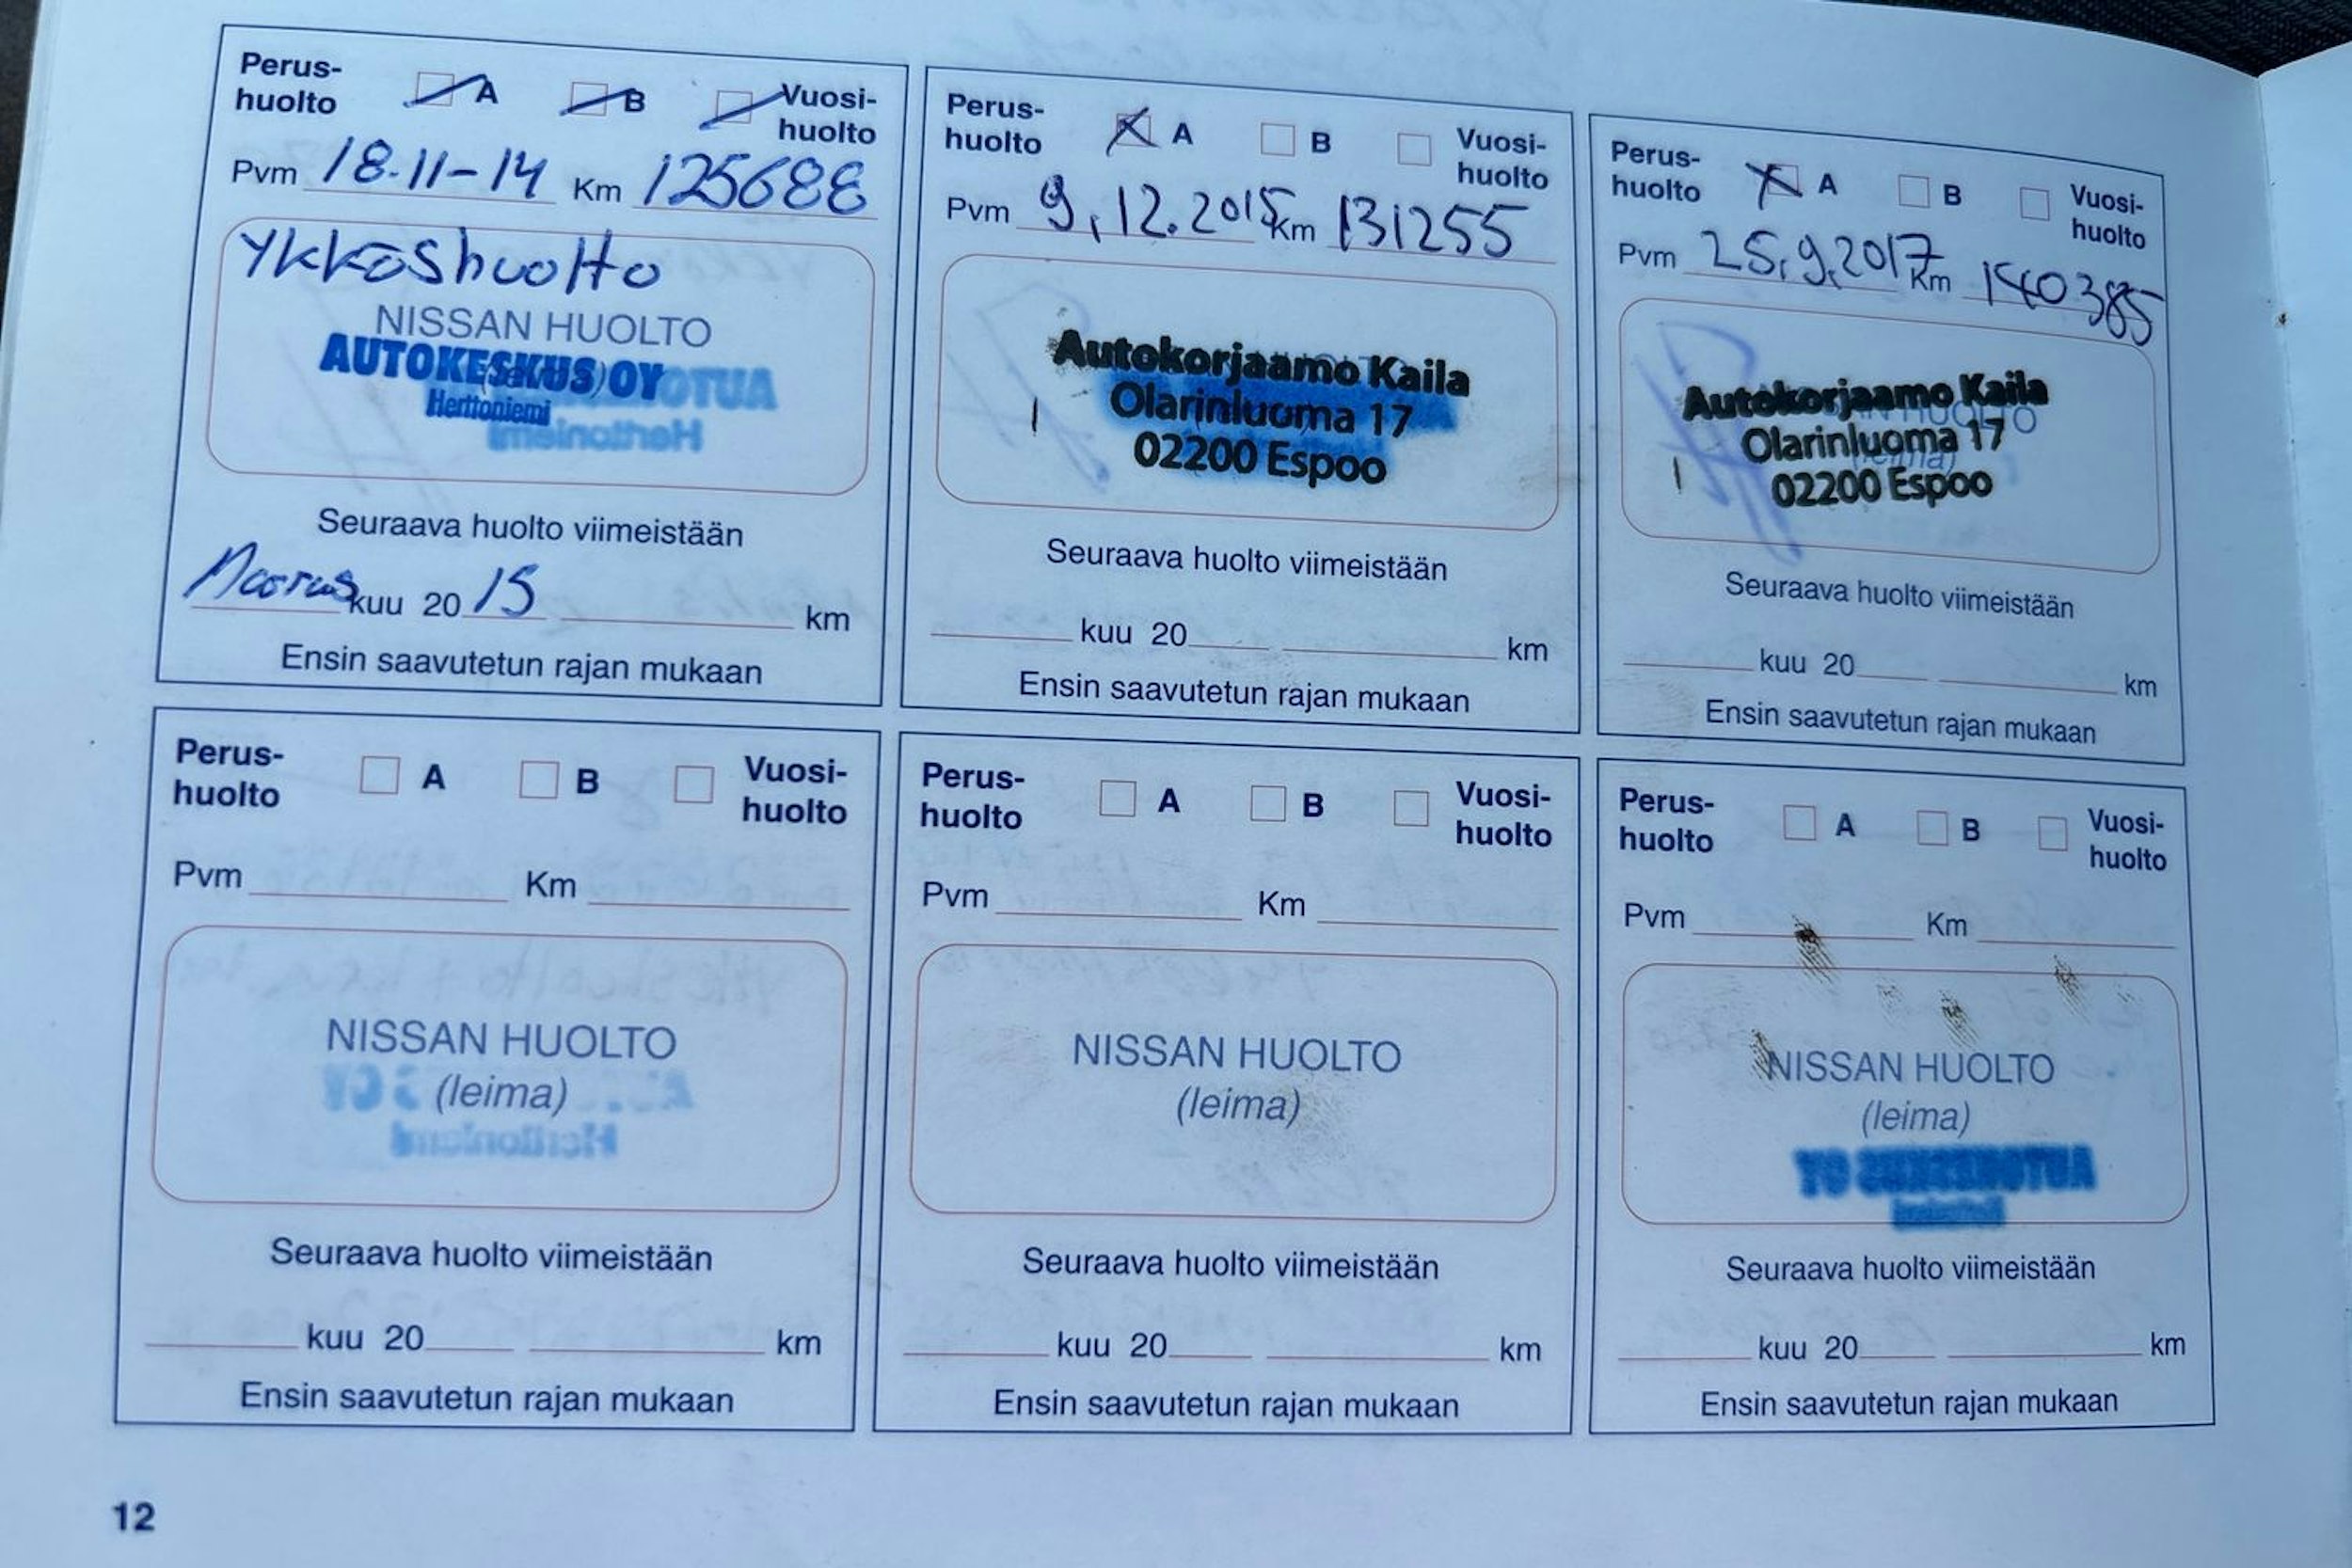 Perus-
huolto A B Vuosi-
huolto
Pvm 18.11-14 Km 125688
Ykköshuolto
NISSAN HUOLTO
AUTOKESKUS OY
Herttoniemi
Seuraava huolto viimeistään
Marras kuu 20 15 km
Ensin saavutetun rajan mukaan
Perus-
huolto A B Vuosi-
huolto
Pvm 9.12.2015 Km 131255
Autokorjaamo Kaila
Olarinluoma 17
02200 Espoo
Seuraava huolto viimeistään
kuu 20 km
Ensin saavutetun rajan mukaan
Perus-
huolto A B Vuosi-
huolto
Pvm 25.9.2017 Km 140385
Autokorjaamo Kaila
Olarinluoma 17
02200 Espoo
Seuraava huolto viimeistään
kuu 20 km
Ensin saavutetun rajan mukaan
Perus-
huolto A B Vuosi-
huolto
Pvm Km
NISSAN HUOLTO
(leima)
Seuraava huolto viimeistään
kuu 20 km
Ensin saavutetun rajan mukaan
Perus-
huolto A B Vuosi-
huolto
Pvm Km
NISSAN HUOLTO
(leima)
Seuraava huolto viimeistään
kuu 20 km
Ensin saavutetun rajan mukaan
Perus-
huolto A B Vuosi-
huolto
Pvm Km
NISSAN HUOLTO
(leima)
Seuraava huolto viimeistään
kuu 20 km
Ensin saavutetun rajan mukaan
12